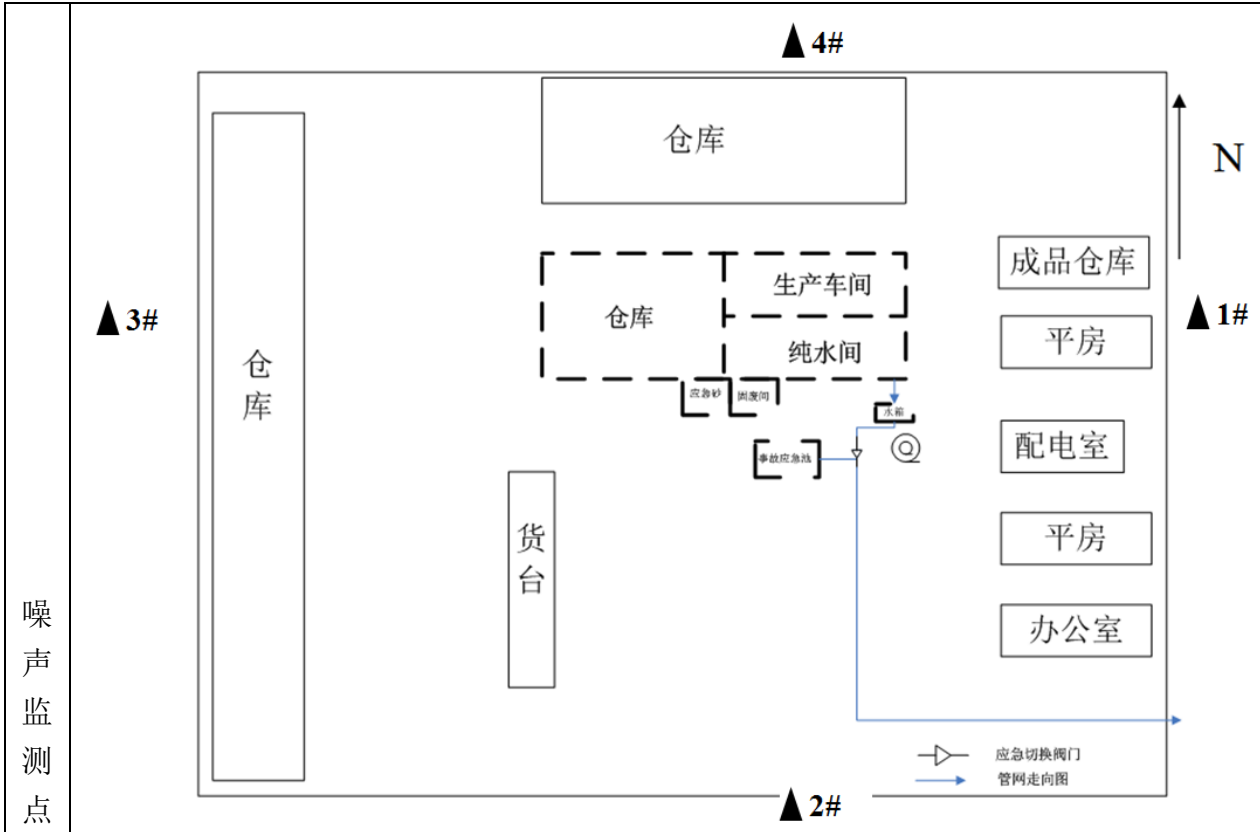 4#
仓库
N
成品仓库
生产车间
1#
3#
仓库
平房
纯水间
仓库
应急砂
固废间
水箱
配电室
事故应急池
货台
平房
办公室
噪声监测点
应急切换阀门
管网走向图
2#